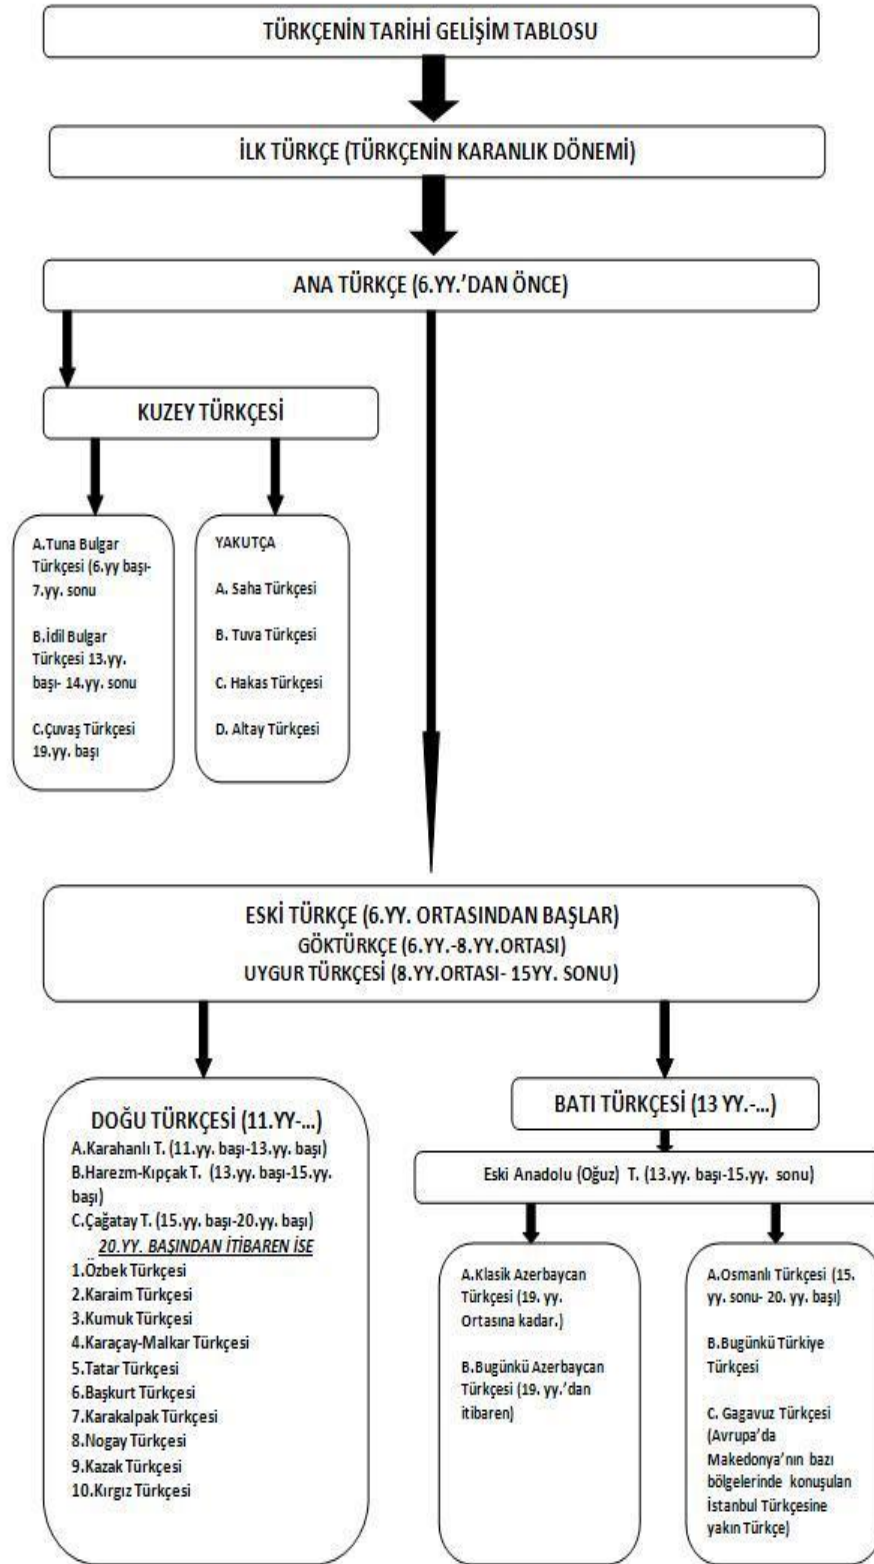 TÜRKÇENİN TARİHİ GELİŞİM TABLOSU
İLK TÜRKÇE (TÜRKÇENİN KARANLIK DÖNEMİ)
ANA TÜRKÇE (6.YY.'DAN ÖNCE)
KUZEY TÜRKÇESİ
A.Tuna Bulgar
Türkçesi (6.yy başı-
7.yy. sonu
B.İdil Bulgar
Türkçesi 13.yy.
başı- 14.yy. sonu
C.Çuvaş Türkçesi
19.yy. başı
YAKUTÇA
A. Saha Türkçesi
B. Tuva Türkçesi
C. Hakas Türkçesi
D. Altay Türkçesi
ESKİ TÜRKÇE (6.YY. ORTASINDAN BAŞLAR)
GÖKTÜRKÇE (6.YY.-8.YY.ORTASI)
UYGUR TÜRKÇESİ (8.YY.ORTASI- 15YY. SONU)
DOĞU TÜRKÇESİ (11.YY-...)
A.Karahanlı T. (11.yy. başı-13.yy. başı)
B.Harezm-Kıpçak T. (13.yy. başı-15.yy.
başı)
C.Çağatay T. (15.yy. başı-20.yy. başı)
20.YY. BAŞINDAN İTİBAREN İSE
1.Özbek Türkçesi
2.Karaim Türkçesi
3.Kumuk Türkçesi
4.Karaçay-Malkar Türkçesi
5.Tatar Türkçesi
6.Başkurt Türkçesi
7.Karakalpak Türkçesi
8.Nogay Türkçesi
9.Kazak Türkçesi
10.Kırgız Türkçesi
BATI TÜRKÇESİ (13 YY.-...)
Eski Anadolu (Oğuz) T. (13.yy. başı-15.yy. sonu)
A.Klasik Azerbaycan
Türkçesi (19. yy.
Ortasına kadar.)
B.Bugünkü Azerbaycan
Türkçesi (19. yy.'dan
itibaren)
A.Osmanlı Türkçesi (15.
yy. sonu- 20. yy. başı)
B.Bugünkü Türkiye
Türkçesi
C. Gagavuz Türkçesi
(Avrupa'da
Makedonya'nın bazı
bölgelerinde konuşulan
İstanbul Türkçesine
yakın Türkçe)